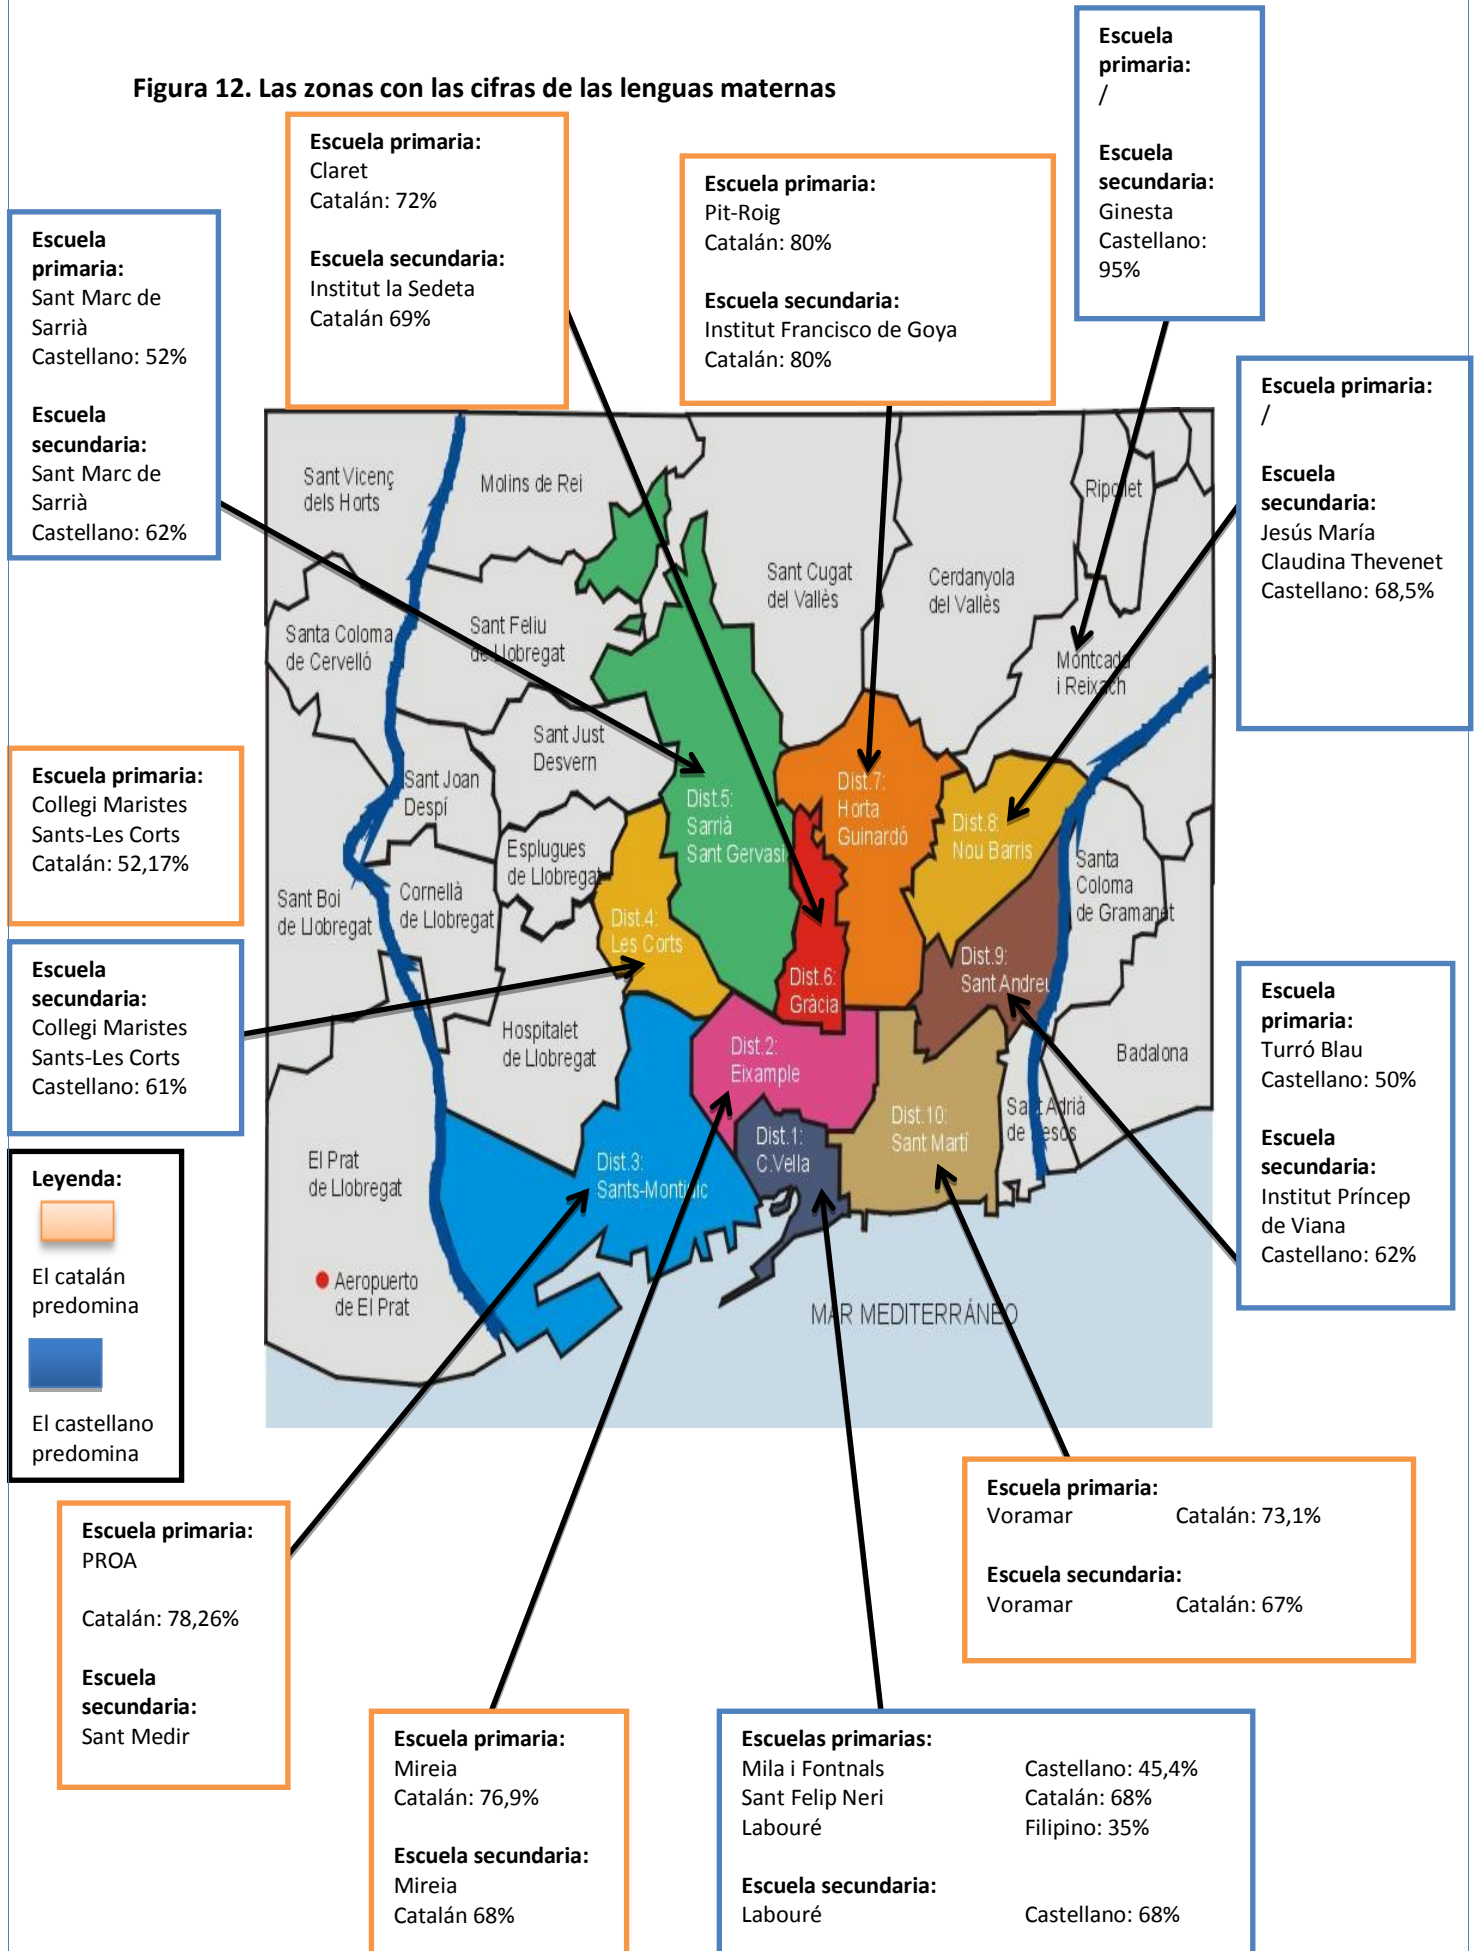 Figura 12. Las zonas con las cifras de las lenguas maternas
Escuela
primaria:
/
Escuela
secundaria:
Ginesta
Castellano:
95%
Escuela primaria:
Claret
Catalán: 72%
Escuela secundaria:
Institut la Sedeta
Catalán 69%
Escuela primaria:
Pit-Roig
Catalán: 80%
Escuela secundaria:
Institut Francisco de Goya
Catalán: 80%
Escuela
primaria:
Sant Marc de
Sarrià
Castellano: 52%
Escuela
secundaria:
Sant Marc de
Sarrià
Castellano: 62%
Escuela primaria:
/
Escuela
secundaria:
Jesús María
Claudina Thevenet
Castellano: 68,5%
Sant Vicenç
dels Horts
Molins de Rei
Ripollet
Sant Cugat
del Vallès
Cerdanyola
del Vallès
Santa Coloma
de Cervelló
Sant Feliu
de Llobregat
Montcada
i Reixach
Sant Just
Desvern
Sant Joan
Despí
Dist.5:
Sarrià
Sant Gervasi
Dist.7:
Horta
Guinardó
Dist.8:
Nou Barris
Esplugues
de Llobregat
Santa
Coloma
de Gramanet
Sant Boi
de Llobregat
Cornellà
de Llobregat
Dist.4:
Les Corts
Dist.6:
Gràcia
Dist.9:
Sant Andreu
Hospitalet
de Llobregat
Dist.2:
Eixample
Badalona
Dist.10:
Sant Martí
Sant Adrià
de Besòs
Dist.1:
C.Vella
El Prat
de Llobregat
Dist.3:
Sants-Montjuïc
Aeropuerto
de El Prat
MAR MEDITERRÁNEO
Escuela primaria:
Collegi Maristes
Sants-Les Corts
Catalán: 52,17%
Escuela
secundaria:
Collegi Maristes
Sants-Les Corts
Castellano: 61%
Escuela
primaria:
Turró Blau
Castellano: 50%
Escuela
secundaria:
Institut Príncep
de Viana
Castellano: 62%
Leyenda:
El catalán
predomina
El castellano
predomina
Escuela primaria:
Voramar Catalán: 73,1%
Escuela secundaria:
Voramar Catalán: 67%
Escuela primaria:
PROA
Catalán: 78,26%
Escuela
secundaria:
Sant Medir
Escuela primaria:
Mireia
Catalán: 76,9%
Escuela secundaria:
Mireia
Catalán 68%
Escuelas primarias:
Mila i Fontnals Castellano: 45,4%
Sant Felip Neri Catalán: 68%
Labouré Filipino: 35%
Escuela secundaria:
Labouré Castellano: 68%